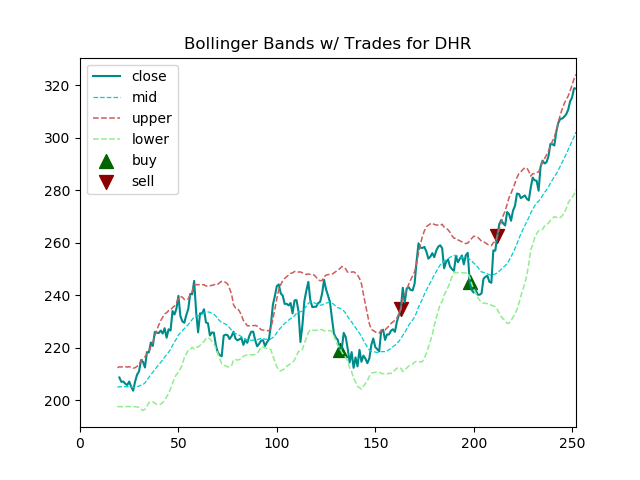 Bollinger Bands w/ Trades for DHR
close
mid
upper
lower
buy
sell
320
300
280
260
240
220
200
0 50 100 150 200 250